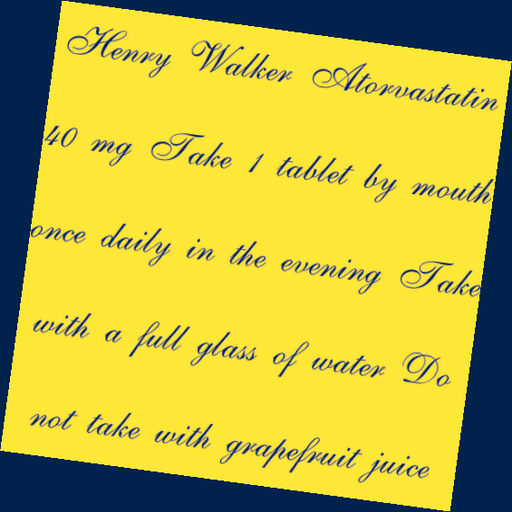 Henry Walker Atorvastatin
40 mg Take 1 tablet by mouth
once daily in the evening Take
with a full glass of water Do
not take with grapefruit juice